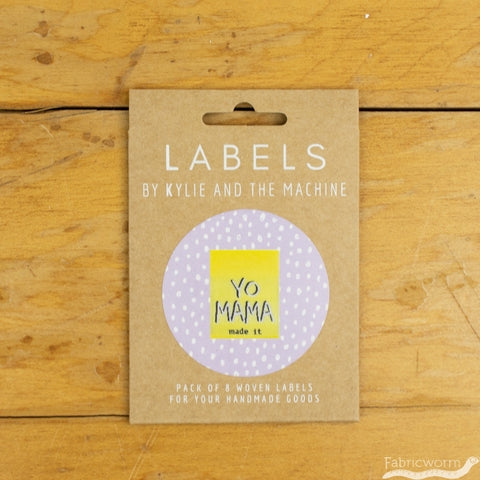 LABELS
BY KYLIE AND THE MACHINE
YO
MAMA
made it
PACK OF 8 WOVEN LABELS
FOR YOUR HANDMADE GOODS
Fabricworm